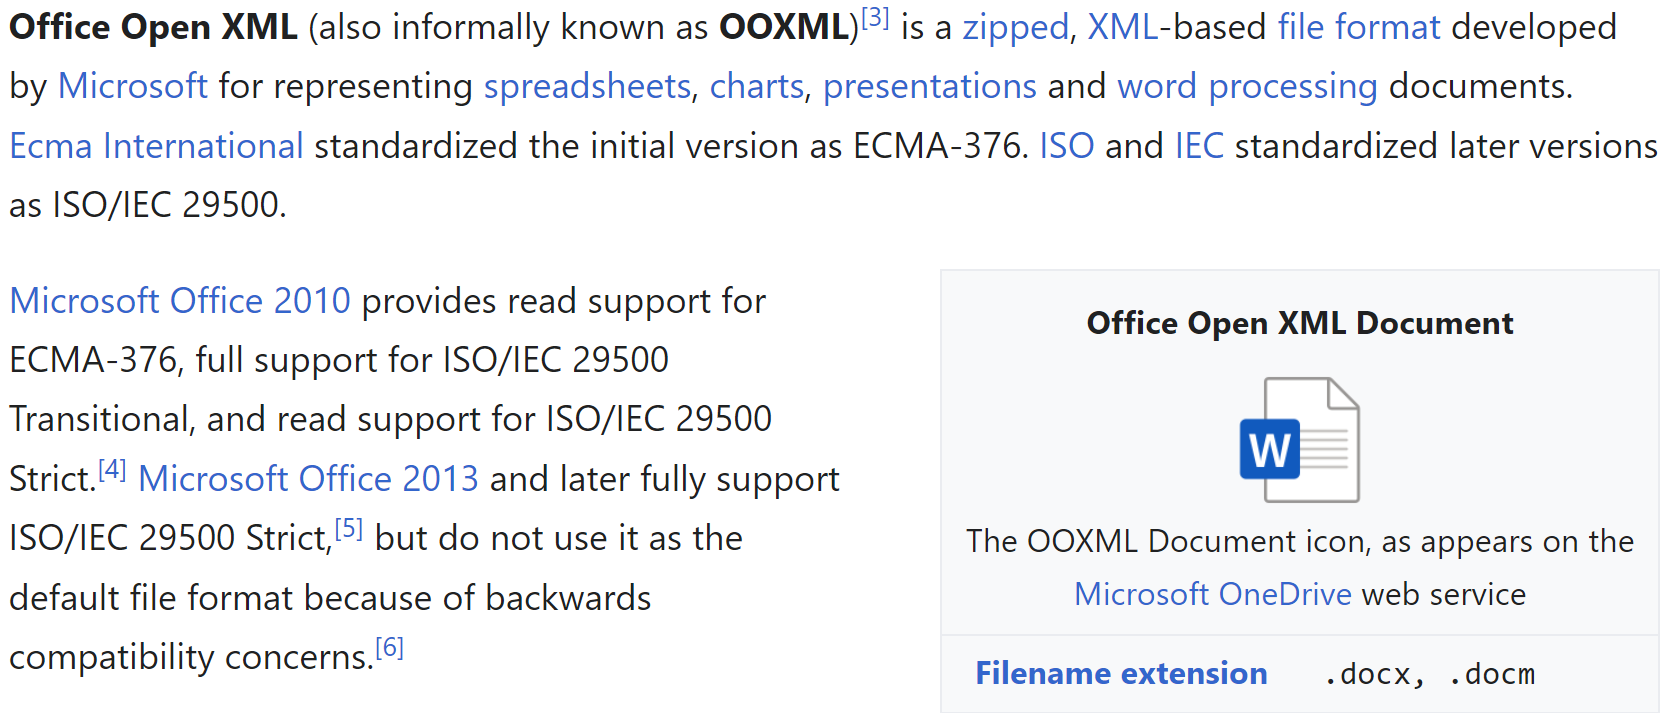 Office Open XML (also informally known as OOXML)[3] is a zipped, XML-based file format developed
by Microsoft for representing spreadsheets, charts, presentations and word processing documents.
Ecma International standardized the initial version as ECMA-376. ISO and IEC standardized later versions
as ISO/IEC 29500.
Microsoft Office 2010 provides read support for
ECMA-376, full support for ISO/IEC 29500
Transitional, and read support for ISO/IEC 29500
Strict.[4] Microsoft Office 2013 and later fully support
ISO/IEC 29500 Strict,[5] but do not use it as the
default file format because of backwards
compatibility concerns.[6]
Office Open XML Document
W
The OOXML Document icon, as appears on the
Microsoft OneDrive web service
Filename extension .docx, .docm